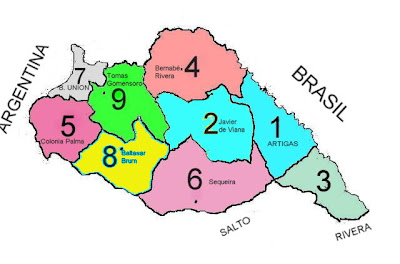 ARGENTINA
BRASIL
7
B. UNION
Tomas
Gomensoro
9
Bernabé
Rivera
4
5
Colonia Palma
8
Baltasar
Brum
2
Javier
de Viana
1
ARTIGAS
6
Sequeira
3
SALTO
RIVERA